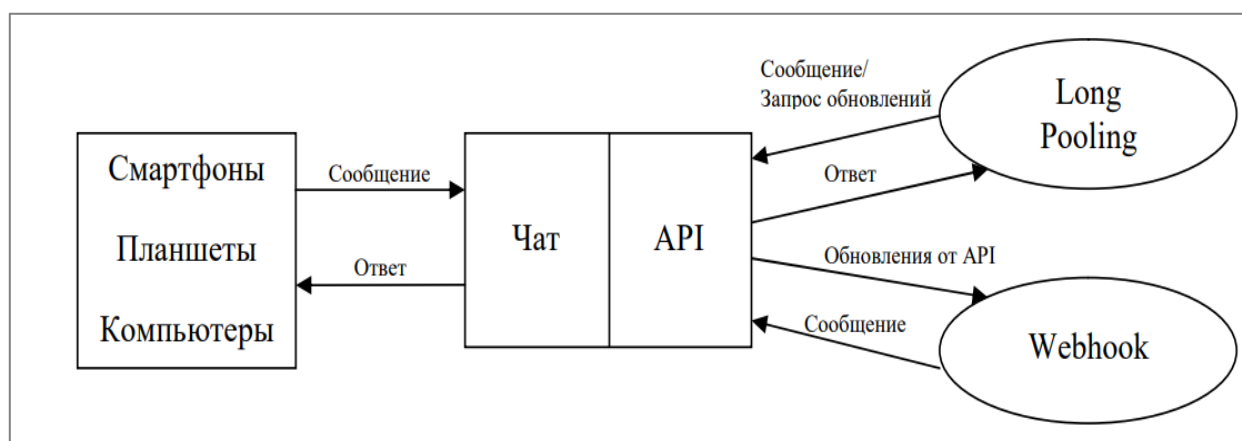 Смартфоны
Планшеты
Компьютеры
Сообщение
Ответ
Чат
API
Сообщение/
Запрос обновлений
Ответ
Обновления от API
Сообщение
Long
Pooling
Webhook